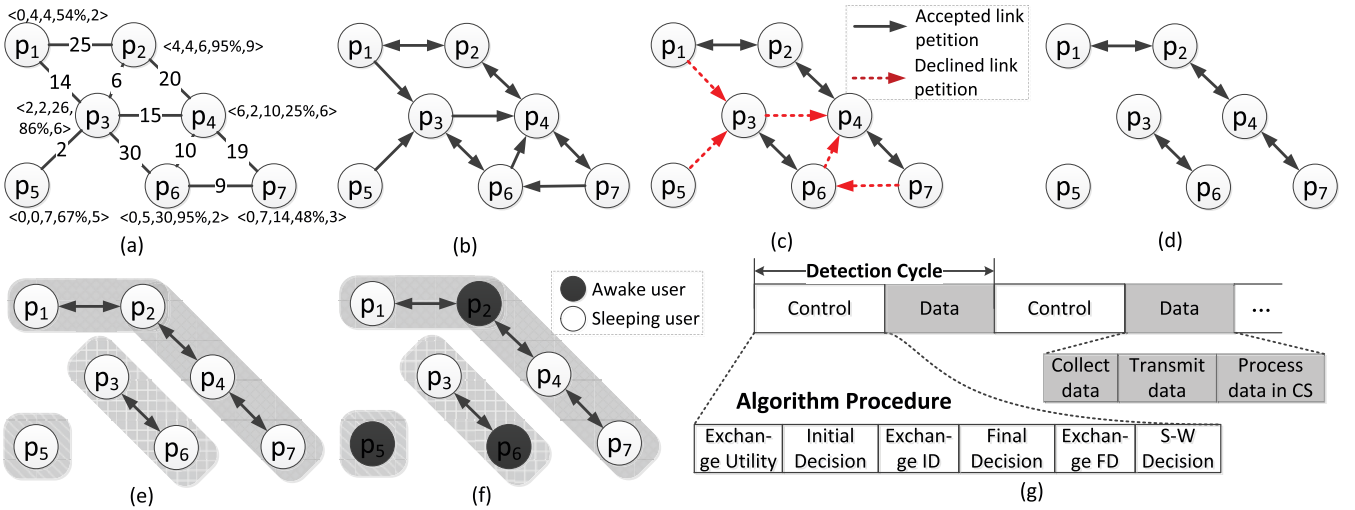 <0,4,4,54%,2>
p1 25 p2 <4,4,6,95%,9>
14 6 20
<2,2,26,
86%,6>
p3 15 p4 <6,2,10,25%,6>
2 30 10 19
p5 p6 9 p7
<0,0,7,67%,5> <0,5,30,95%,2> <0,7,14,48%,3>
(a)
p1 p2
p3 p4
p5 p6 p7
(b)
p1 p2
p3 p4
p5 p6 p7
(c)
Accepted link
petition
Declined link
petition
p1 p2
p3 p4
p5 p6 p7
(d)
p1 p2
p3 p4
p5 p6 p7
(e)
p1 p2
p3 p4
p5 p6 p7
(f)
Awake user
Sleeping user
Detection Cycle
Control Data Control Data ...
Collect
data
Transmit
data
Process
data in CS
Algorithm Procedure
Exchan-
ge Utility
Initial
Decision
Exchan-
ge ID
Final
Decision
Exchan-
ge FD
S-W
Decision
(g)